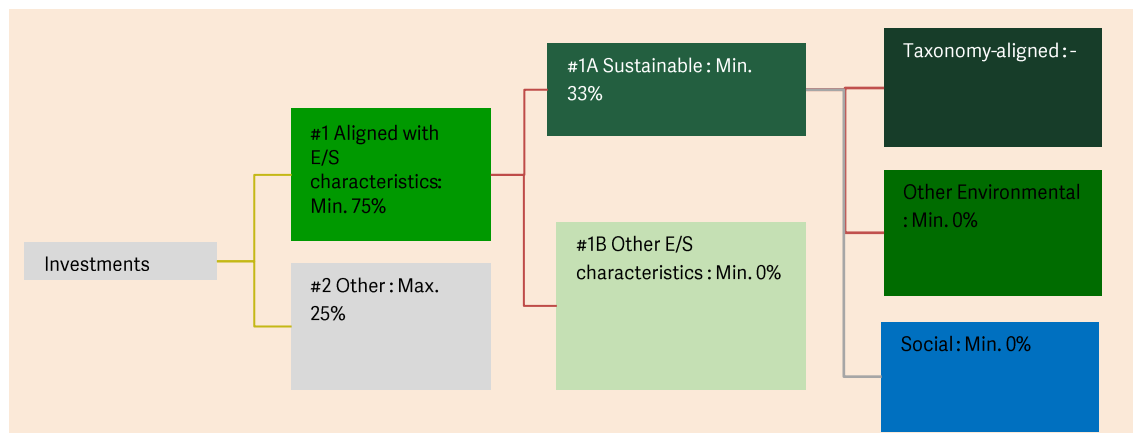 Investments
#1 Aligned with
E/S
characteristics:
Min. 75%
#2 Other : Max.
25%
#1A Sustainable : Min.
33%
#1B Other E/S
characteristics : Min. 0%
Taxonomy-aligned : -
Other Environmental
: Min. 0%
Social : Min. 0%